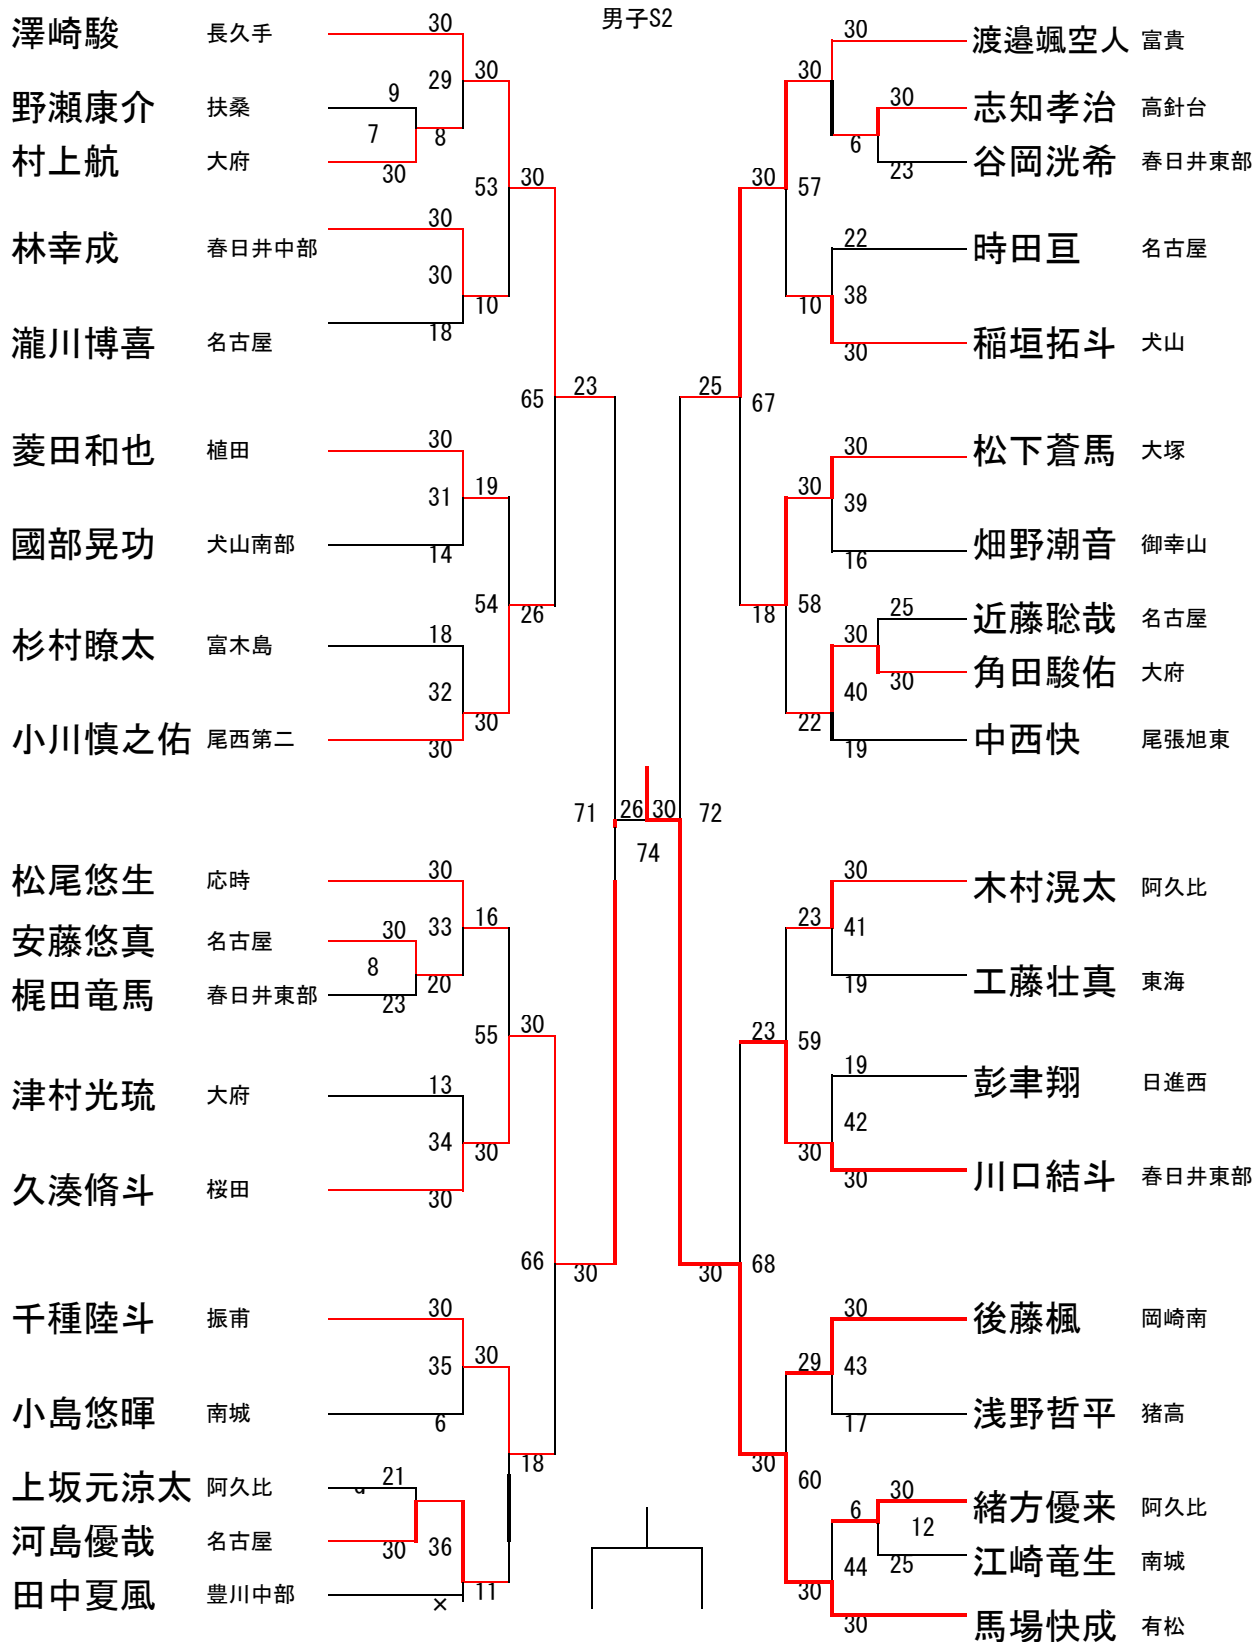 男子S2
澤崎駿 長久手 30
29 30
野瀬康介 扶桑 9
7 8
村上航 大府 30
53 30
林幸成 春日井中部 30
30 10
瀧川博喜 名古屋 18
65 23
菱田和也 植田 30
31 19
國部晃功 犬山南部 14
54 26
杉村暸太 富木島 18
32 30
小川慎之佑 尾西第二 30
71 26 30 72
74
松尾悠生 応時 30
33 16
安藤悠真 名古屋 30
8 20
梶田竜馬 春日井東部 23
55 30
津村光琉 大府 13
34 30
久湊脩斗 桜田 30
66 30
千種陸斗 振甫 30
35 30
小島悠暉 南城 6
18
上坂元涼太 阿久比 21
河島優哉 名古屋 30 36
田中夏風 豊川中部 × 11
30 渡邉颯空人 富貴
30
30 志知孝治 高針台
6
23 谷岡洸希 春日井東部
30 57
22 時田亘 名古屋
10 38
30 稲垣拓斗 犬山
25 67
30 松下蒼馬 大塚
30 39
16 畑野潮音 御幸山
18 58
25 近藤聡哉 名古屋
30
30 角田駿佑 大府
22 40
19 中西快 尾張旭東
30 木村滉太 阿久比
23 41
19 工藤壮真 東海
23 59
19 彭聿翔 日進西
30 42
30 川口結斗 春日井東部
30 68
30 後藤楓 岡崎南
29 43
17 浅野哲平 猪高
30 60
30 緒方優来 阿久比
6 12
25 江崎竜生 南城
30 44
30 馬場快成 有松